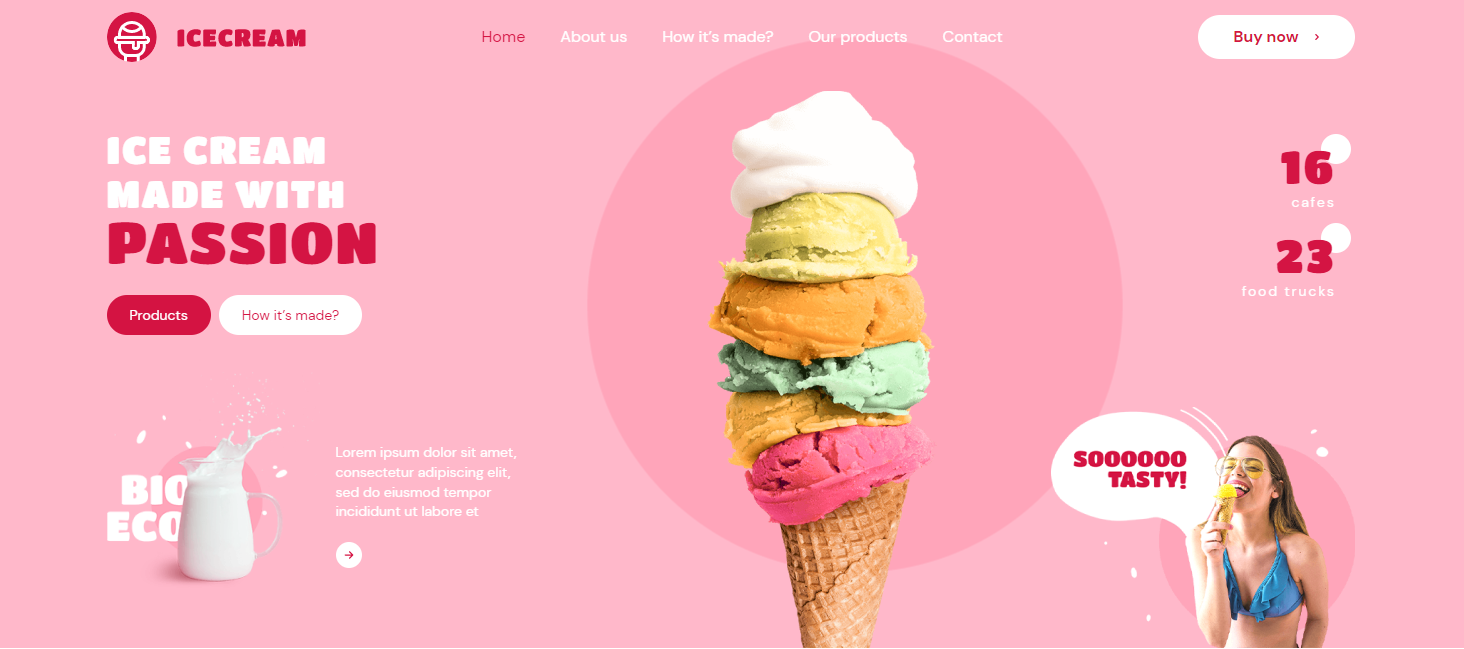 ICECREAM
Home
About us
How it's made?
Our products
Contact
Buy now
ICE CREAM
MADE WITH
PASSION
Products
How it's made?
16
cafes
23
food trucks
BIO
ECO
Lorem ipsum dolor sit amet,
consectetur adipiscing elit,
sed do eiusmod tempor
incididunt ut labore et
SOOOOOO
TASTY!